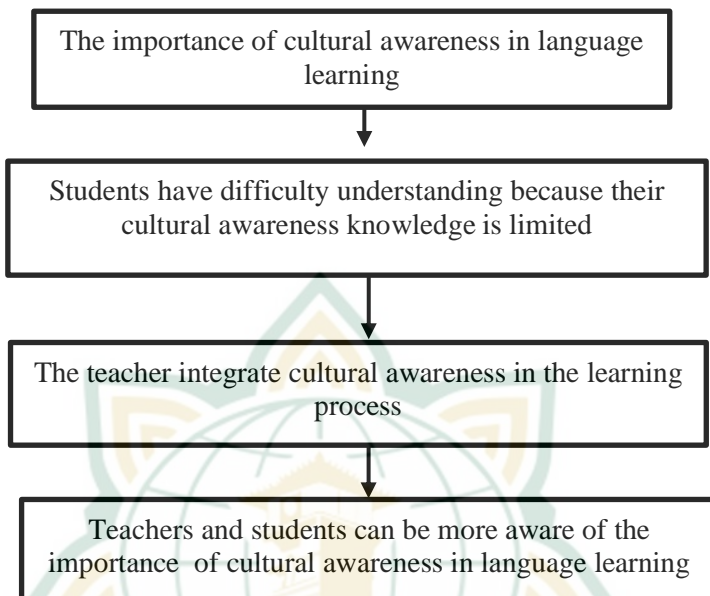 The importance of cultural awareness in language
learning
Students have difficulty understanding because their
cultural awareness knowledge is limited
The teacher integrate cultural awareness in the learning
process
Teachers and students can be more aware of the
importance of cultural awareness in language learning